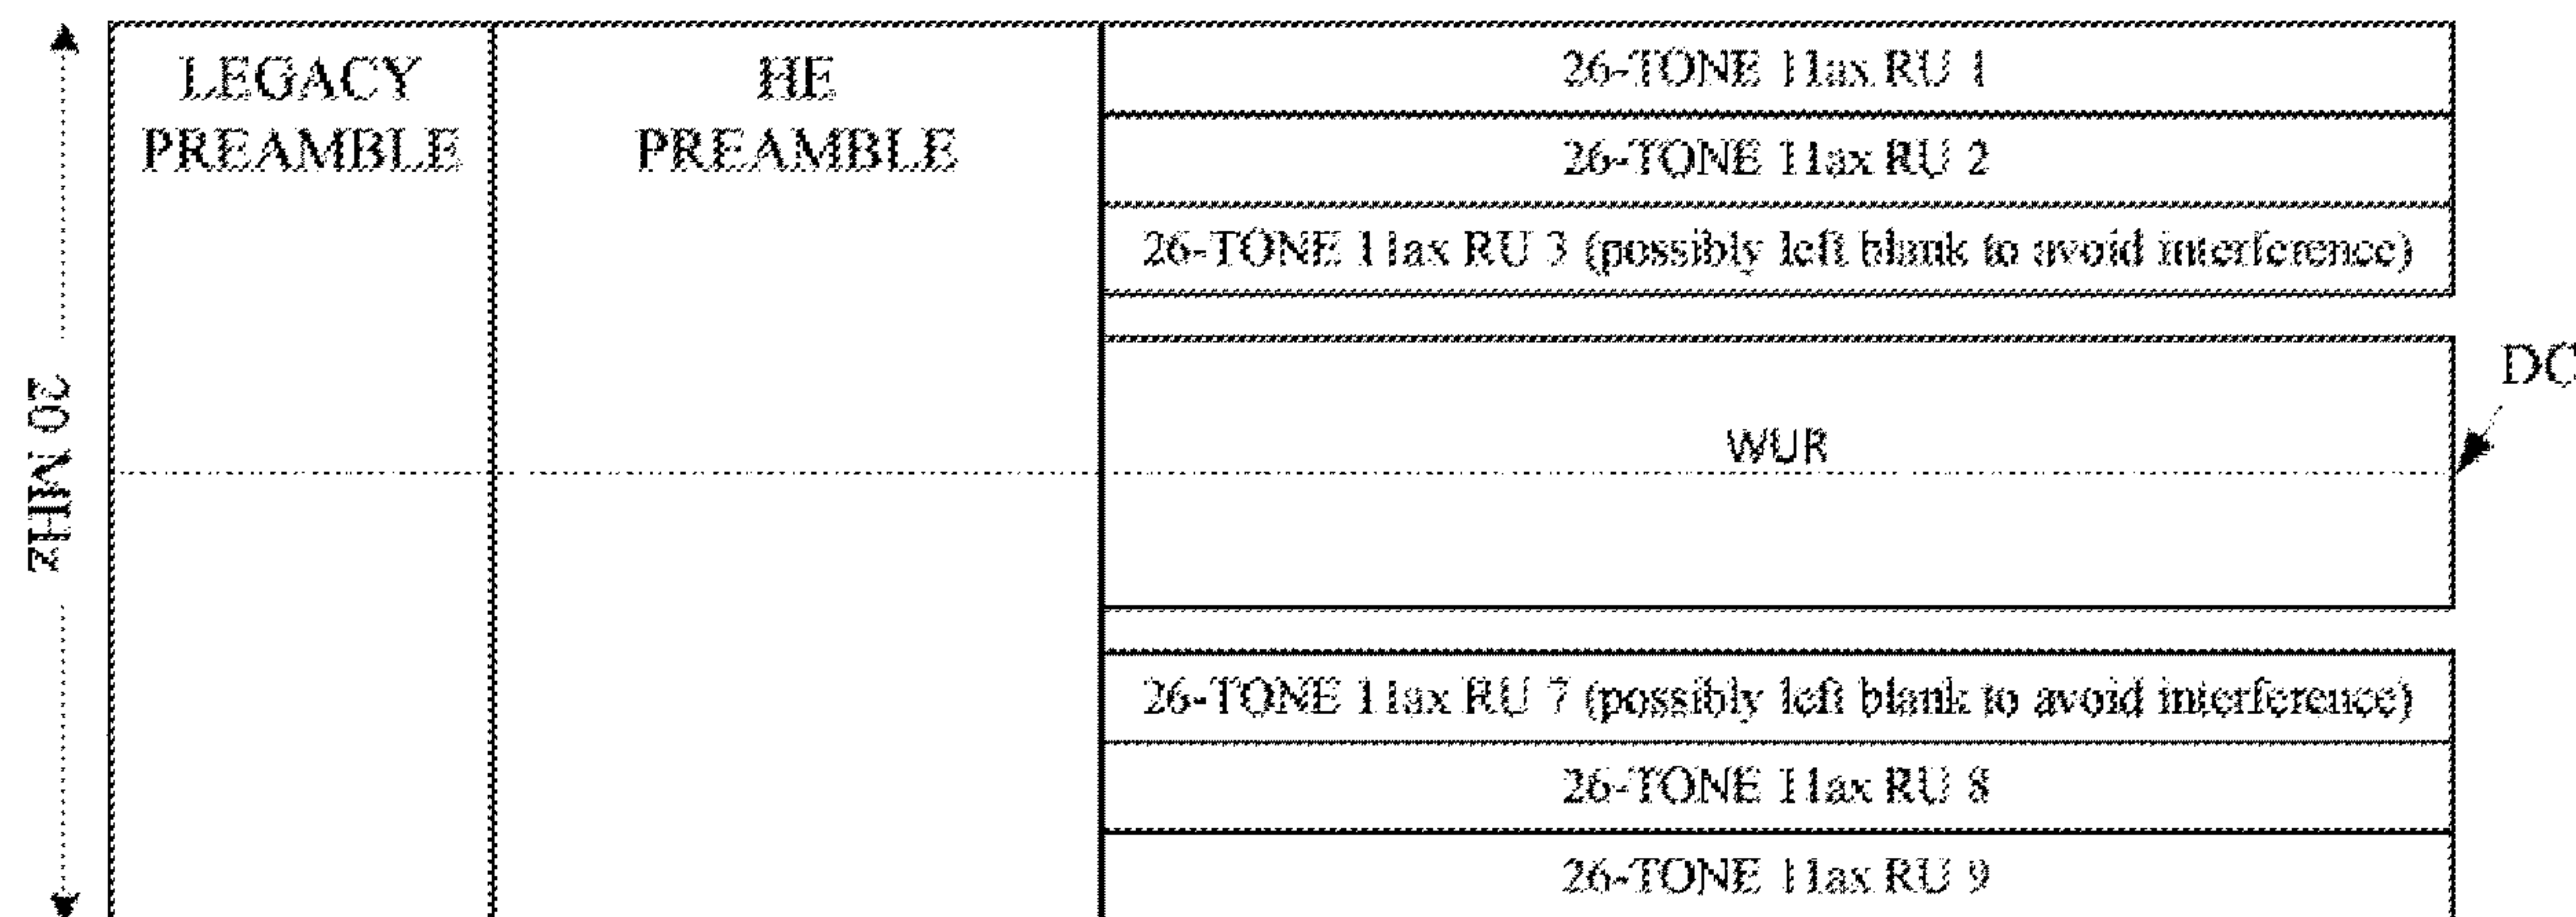 20 MHz
LEGACY
PREAMBLE
HE
PREAMBLE
26-TONE 11ax RU 1
26-TONE 11ax RU 2
26-TONE 11ax RU 3 (possibly left blank to avoid interference)
WUR
DC
26-TONE 11ax RU 7 (possibly left blank to avoid interference)
26-TONE 11ax RU 8
26-TONE 11ax RU 9